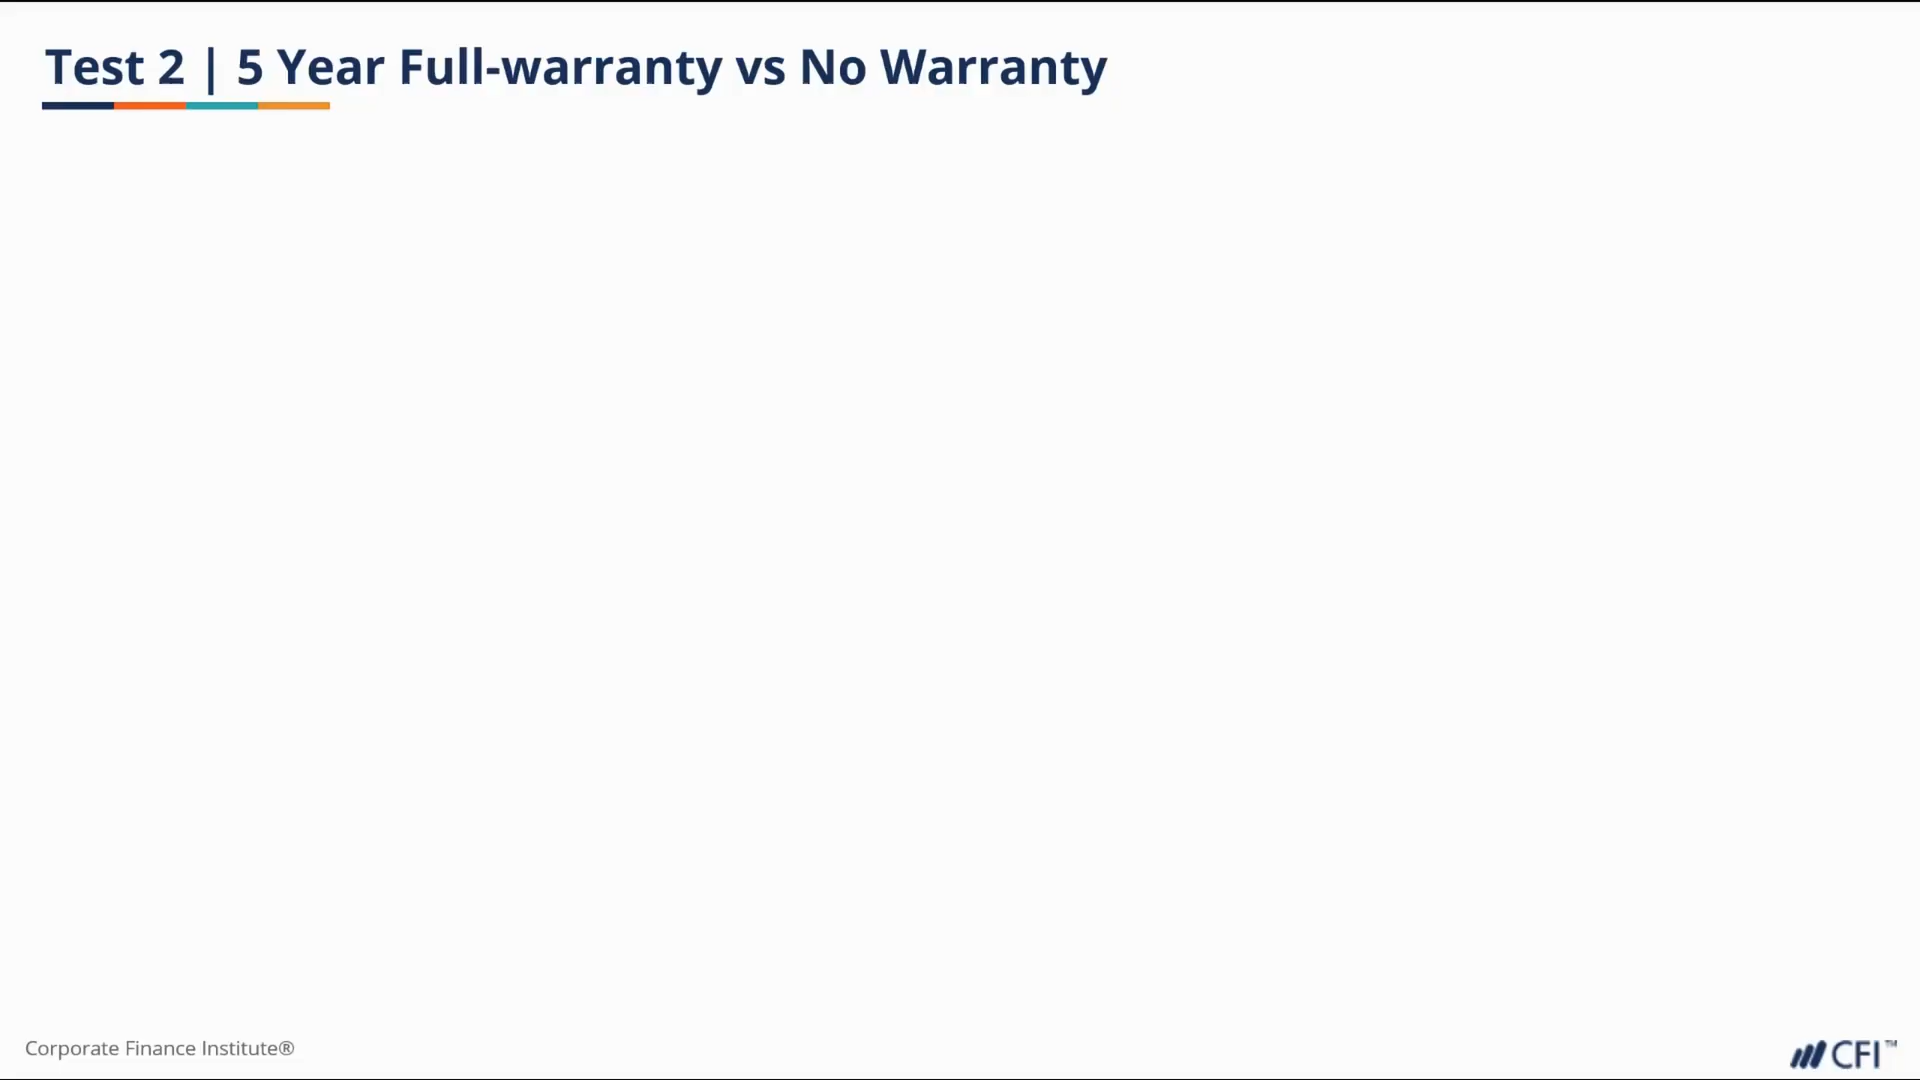 Test 2 | 5 Year Full-warranty vs No Warranty
Corporate Finance Institute®
CFI™